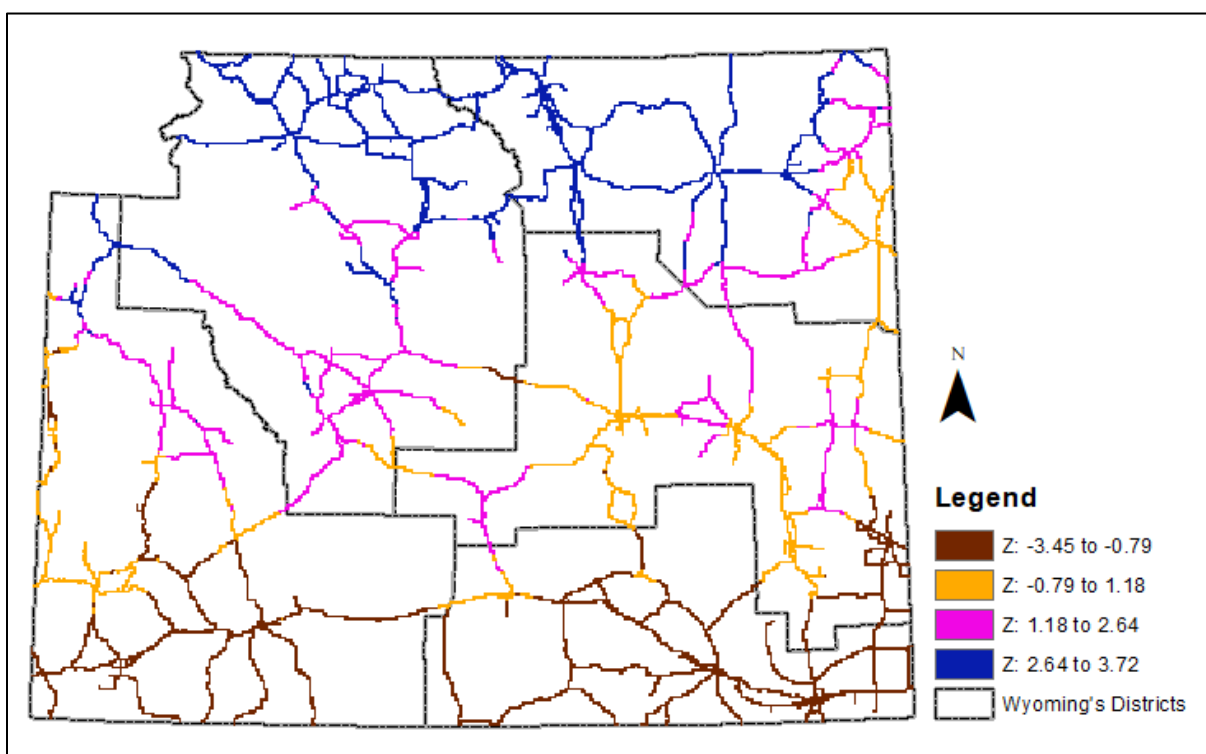 N
Legend
Z: -3.45 to -0.79
Z: -0.79 to 1.18
Z: 1.18 to 2.64
Z: 2.64 to 3.72
Wyoming's Districts